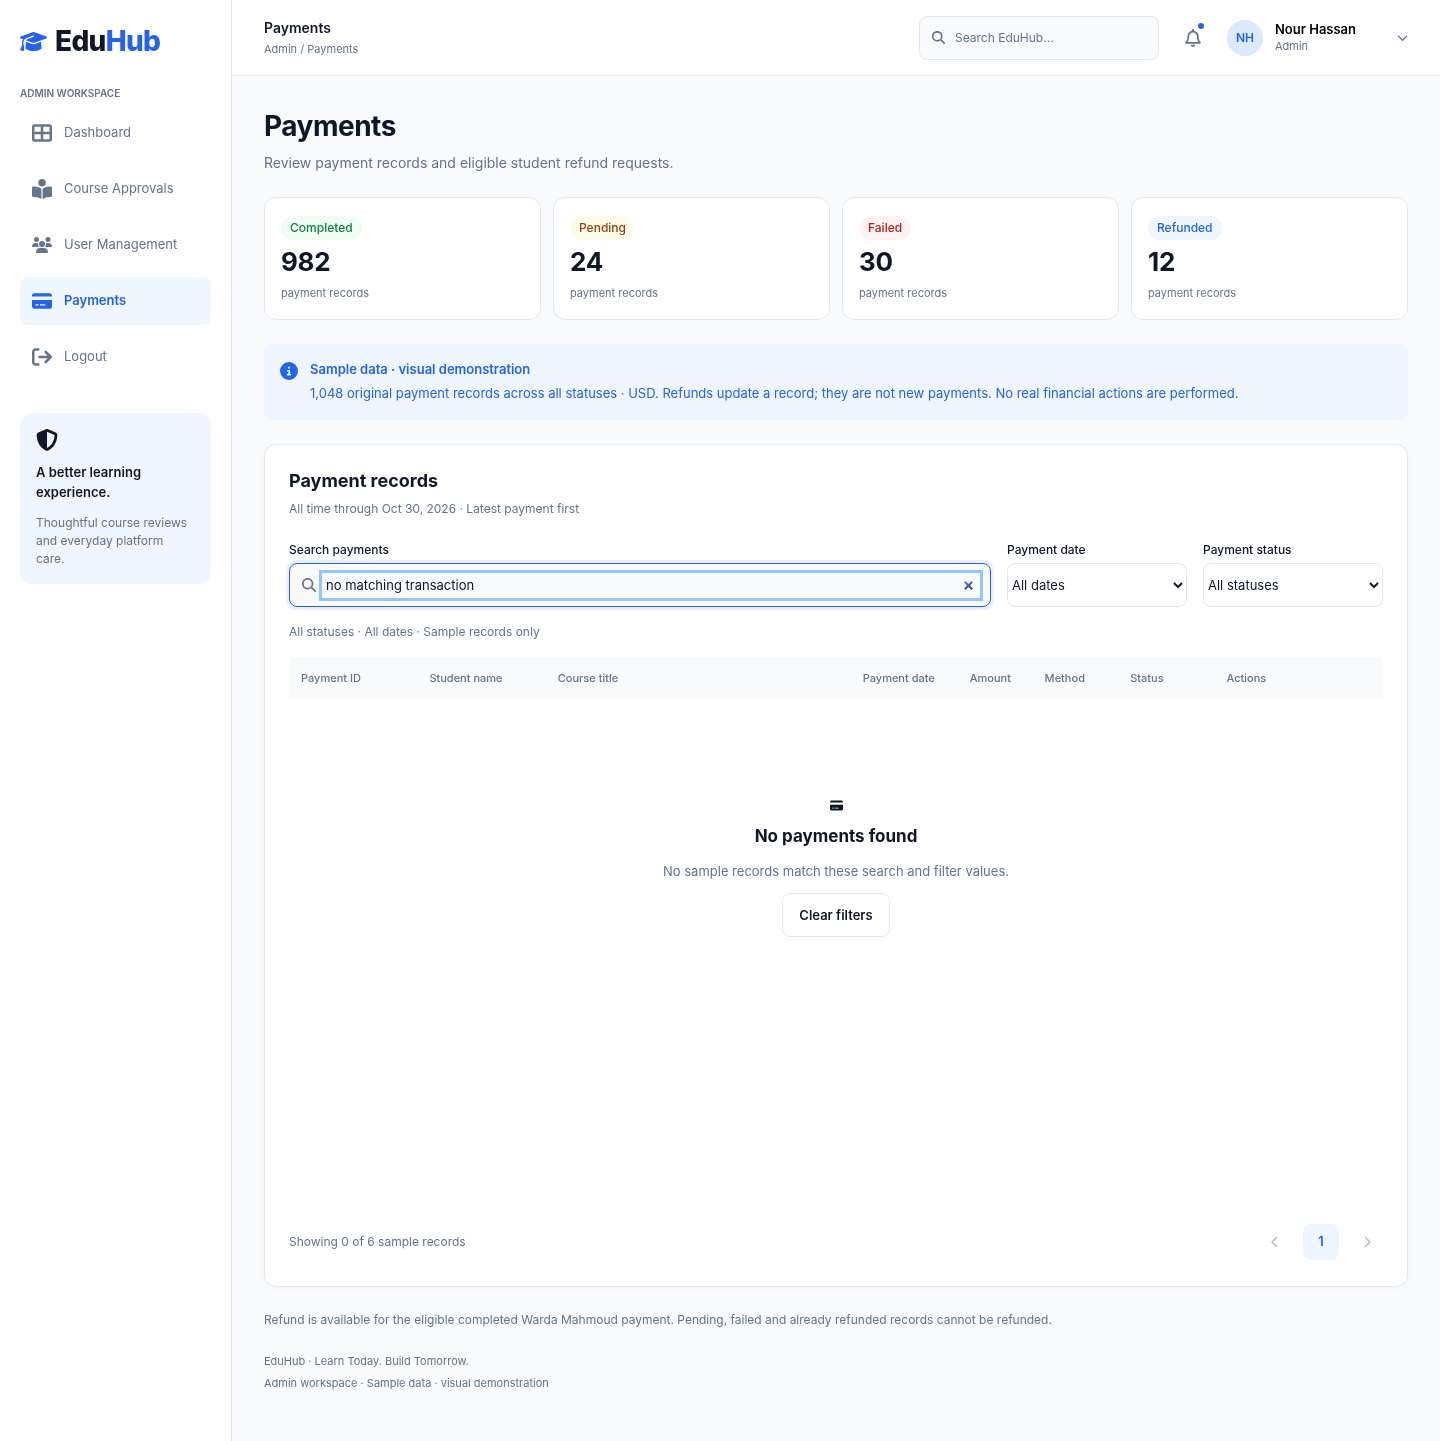 EduHub
ADMIN WORKSPACE
Dashboard
Course Approvals
User Management
Payments
Logout
A better learning
experience.
Thoughtful course reviews
and everyday platform
care.
Payments
Admin / Payments
Search EduHub...
NH
Nour Hassan
Admin
Payments
Review payment records and eligible student refund requests.
Completed
982
payment records
Pending
24
payment records
Failed
30
payment records
Refunded
12
payment records
Sample data · visual demonstration
1,048 original payment records across all statuses · USD. Refunds update a record; they are not new payments. No real financial actions are performed.
Payment records
All time through Oct 30, 2026 · Latest payment first
Search payments
no matching transaction
Payment date
All dates
Payment status
All statuses
All statuses · All dates · Sample records only
Payment ID Student name Course title Payment date Amount Method Status Actions
No payments found
No sample records match these search and filter values.
Clear filters
Showing 0 of 6 sample records
1
Refund is available for the eligible completed Warda Mahmoud payment. Pending, failed and already refunded records cannot be refunded.
EduHub · Learn Today. Build Tomorrow.
Admin workspace · Sample data · visual demonstration